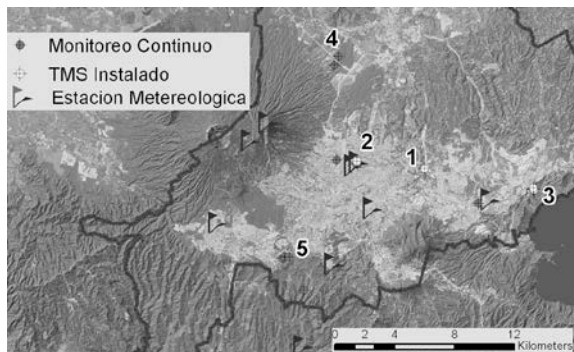 Monitoreo Continuo
TMS Instalado
Estacion Metereologica
4
2
1
3
5
0 2 4 8 12
Kilometers